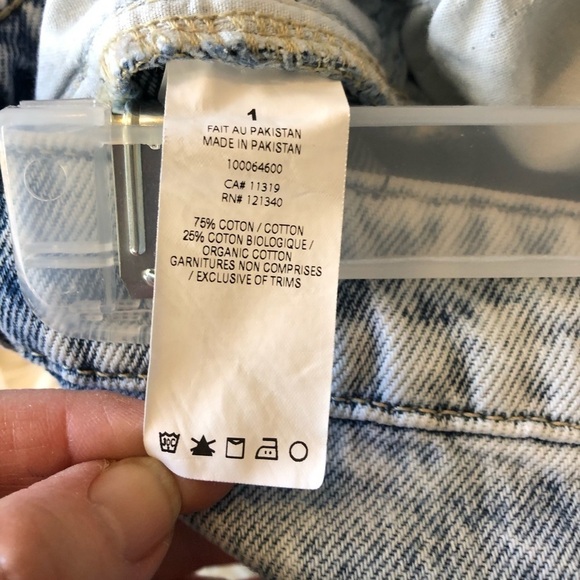 1
FAIT AU PAKISTAN
MADE IN PAKISTAN
100064600
CA# 11319
RN# 121340
75% COTON / COTTON
25% COTON BIOLOGIQUE /
ORGANIC COTTON
GARNITURES NON COMPRISES
/ EXCLUSIVE OF TRIMS